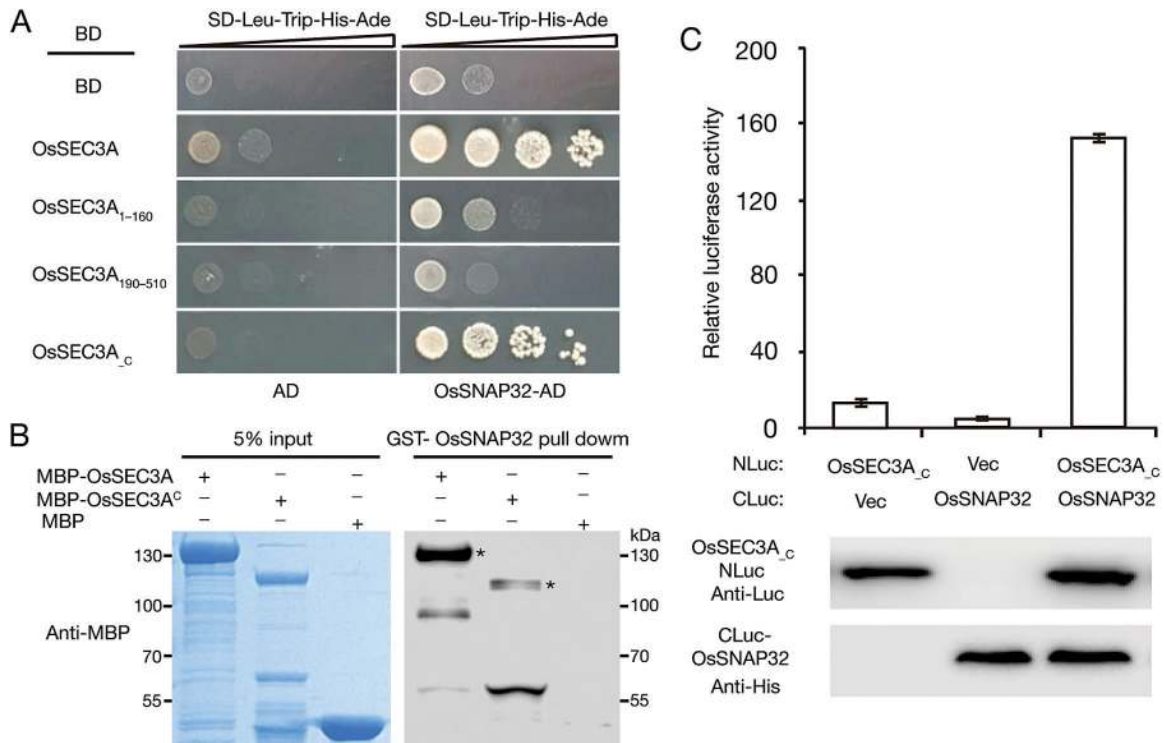 A
BD
BD
SD-Leu-Trip-His-Ade
SD-Leu-Trip-His-Ade
OsSEC3A
OsSEC3A1–160
OsSEC3A190–510
OsSEC3A_C
AD
OsSNAP32-AD
B
5% input
GST- OsSNAP32 pull down
MBP-OsSEC3A + – – + – –
MBP-OsSEC3Aᶜ – + – – + –
MBP – – + – – +
kDa
130 * 130
* 
100 100
Anti-MBP
70 70
55 55
C
Relative luciferase activity
200
160
120
80
40
0
NLuc: OsSEC3A_C Vec OsSEC3A_C
CLuc: Vec OsSNAP32 OsSNAP32
OsSEC3A_C
NLuc
Anti-Luc
CLuc-
OsSNAP32
Anti-His